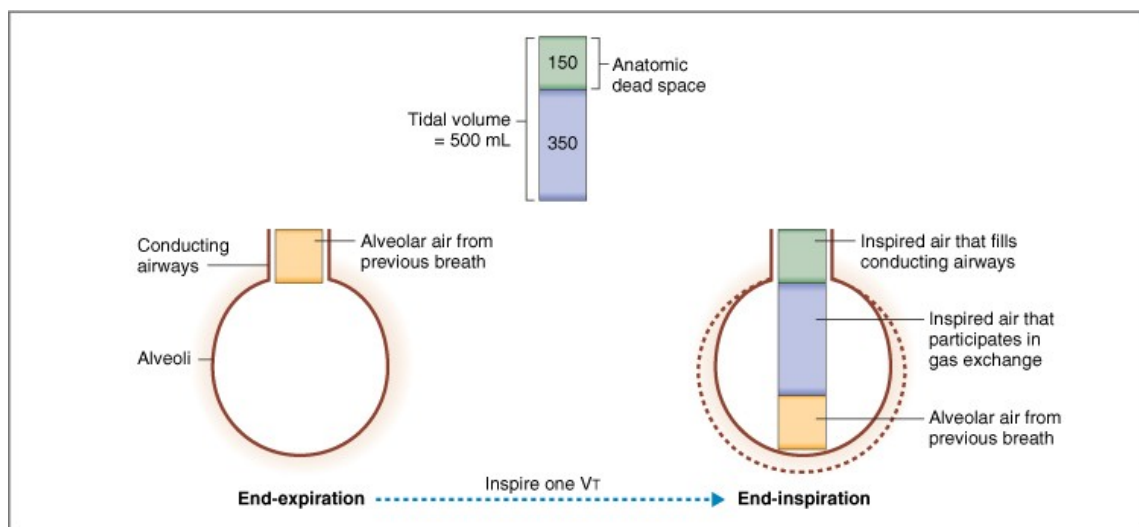 150
Anatomic
dead space
Tidal volume
= 500 mL
350
Conducting
airways
Alveolar air from
previous breath
Alveoli
Inspired air that fills
conducting airways
Inspired air that
participates in
gas exchange
Alveolar air from
previous breath
End-expiration
Inspire one VT
End-inspiration